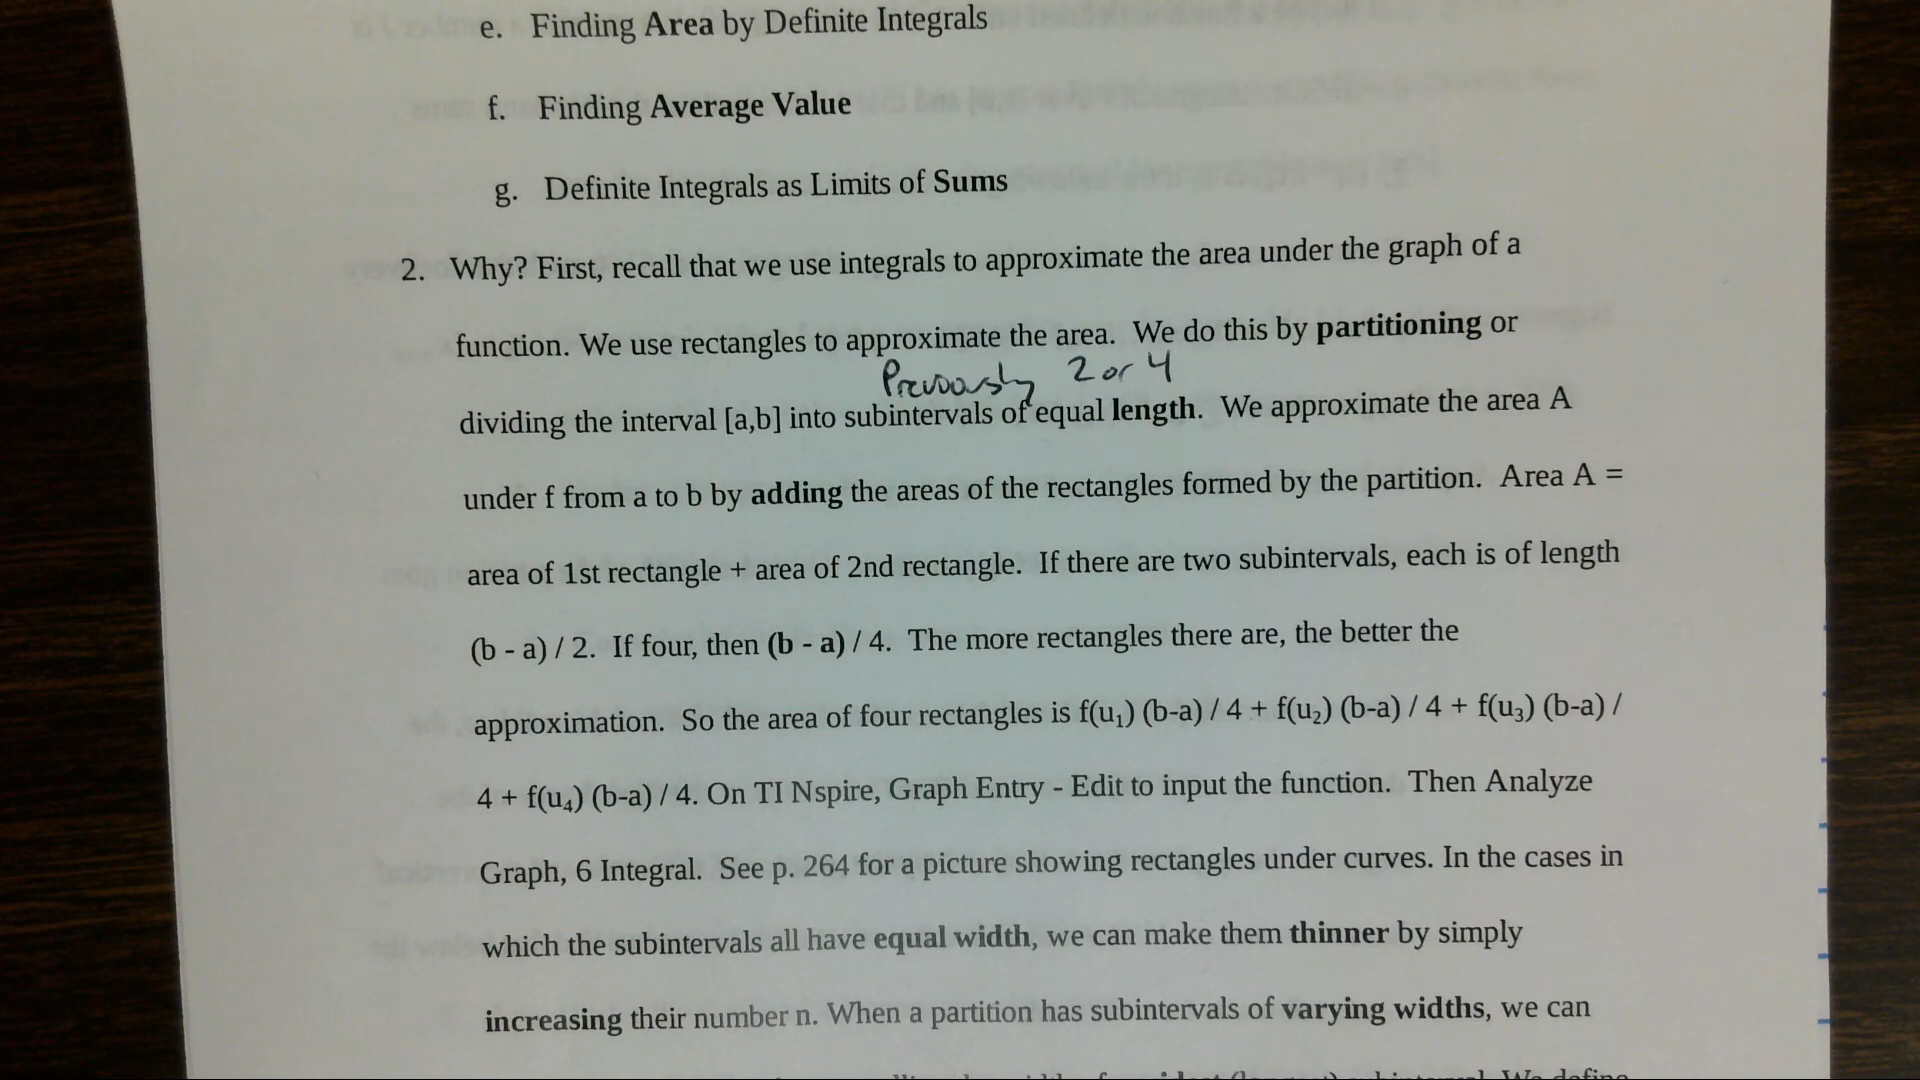 e. Finding Area by Definite Integrals
f. Finding Average Value
g. Definite Integrals as Limits of Sums
2. Why? First, recall that we use integrals to approximate the area under the graph of a
function. We use rectangles to approximate the area. We do this by partitioning or
Previously 2 or 4
dividing the interval [a,b] into subintervals of equal length. We approximate the area A
under f from a to b by adding the areas of the rectangles formed by the partition. Area A =
area of 1st rectangle + area of 2nd rectangle. If there are two subintervals, each is of length
(b - a) / 2. If four, then (b - a) / 4. The more rectangles there are, the better the
approximation. So the area of four rectangles is f(u₁) (b-a) / 4 + f(u₂) (b-a) / 4 + f(u₃) (b-a) /
4 + f(u₄) (b-a) / 4. On TI Nspire, Graph Entry - Edit to input the function. Then Analyze
Graph, 6 Integral. See p. 264 for a picture showing rectangles under curves. In the cases in
which the subintervals all have equal width, we can make them thinner by simply
increasing their number n. When a partition has subintervals of varying widths, we can